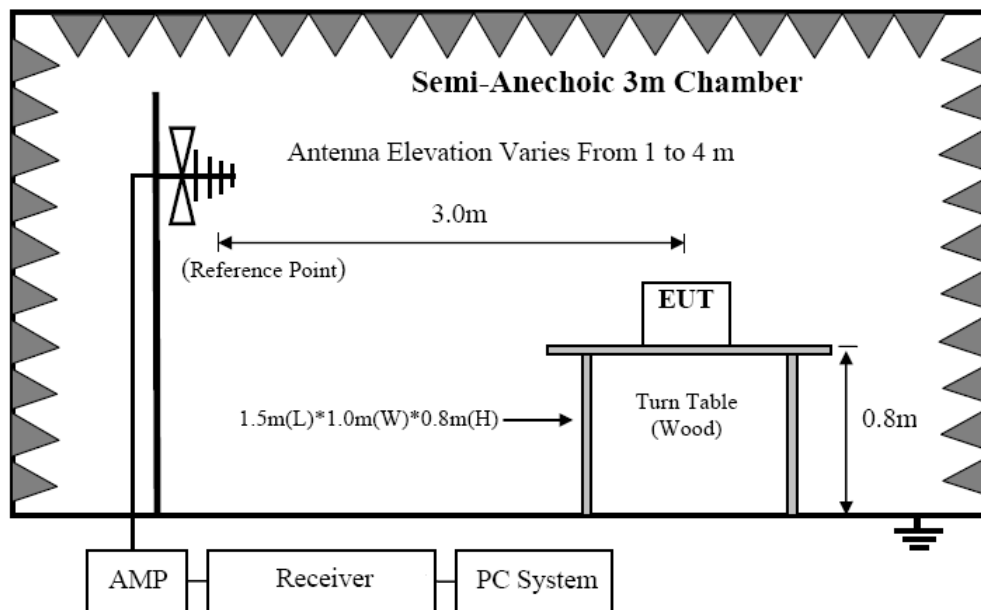 Semi-Anechoic 3m Chamber
Antenna Elevation Varies From 1 to 4 m
3.0m
(Reference Point)
EUT
1.5m(L)*1.0m(W)*0.8m(H)
Turn Table
(Wood)
0.8m
AMP
Receiver
PC System